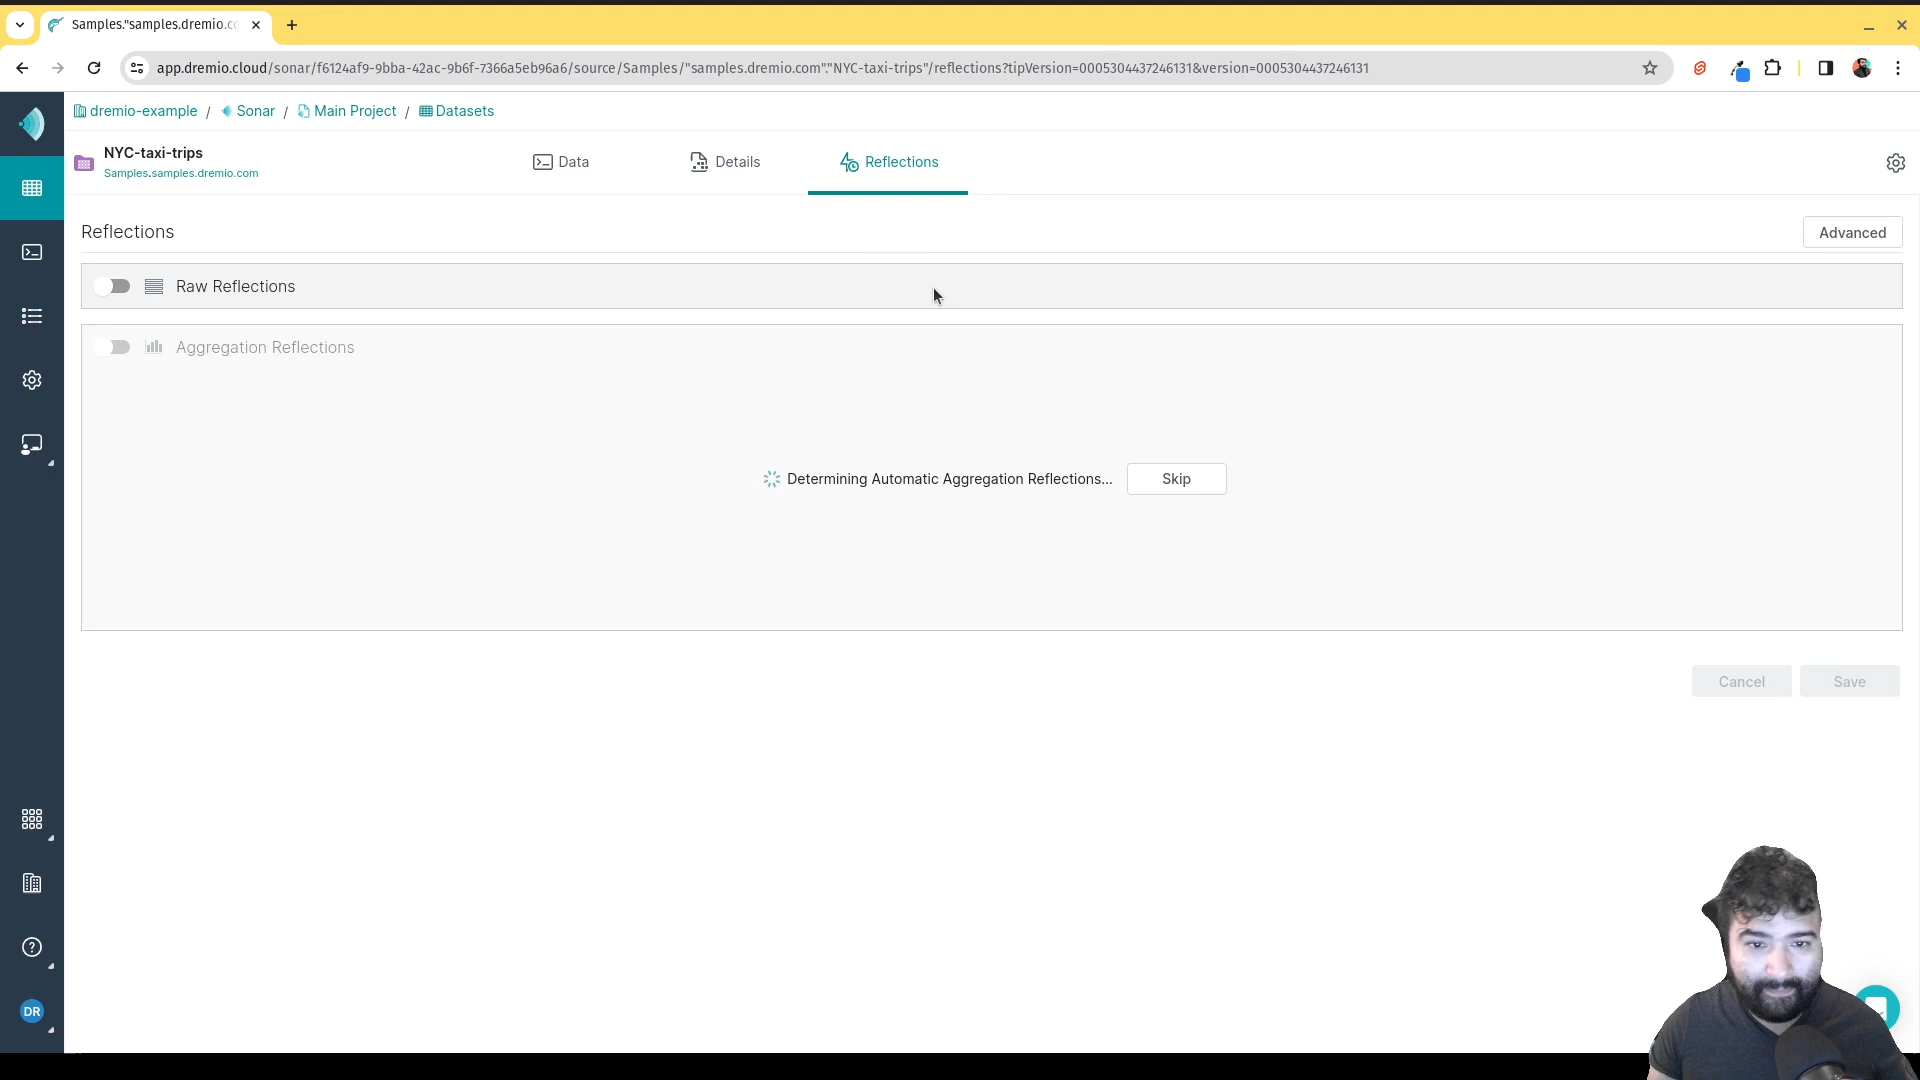 Samples."samples.dremio.co
app.dremio.cloud/sonar/f6124af9-9bba-42ac-9b6f-7366a5eb96a6/source/Samples/"samples.dremio.com"."NYC-taxi-trips"/reflections?tipVersion=0005304437246131&version=0005304437246131
dremio-example / Sonar / Main Project / Datasets
NYC-taxi-trips
Samples.samples.dremio.com
Data
Details
Reflections
Reflections
Advanced
Raw Reflections
Aggregation Reflections
Determining Automatic Aggregation Reflections...
Skip
Cancel
Save
DR